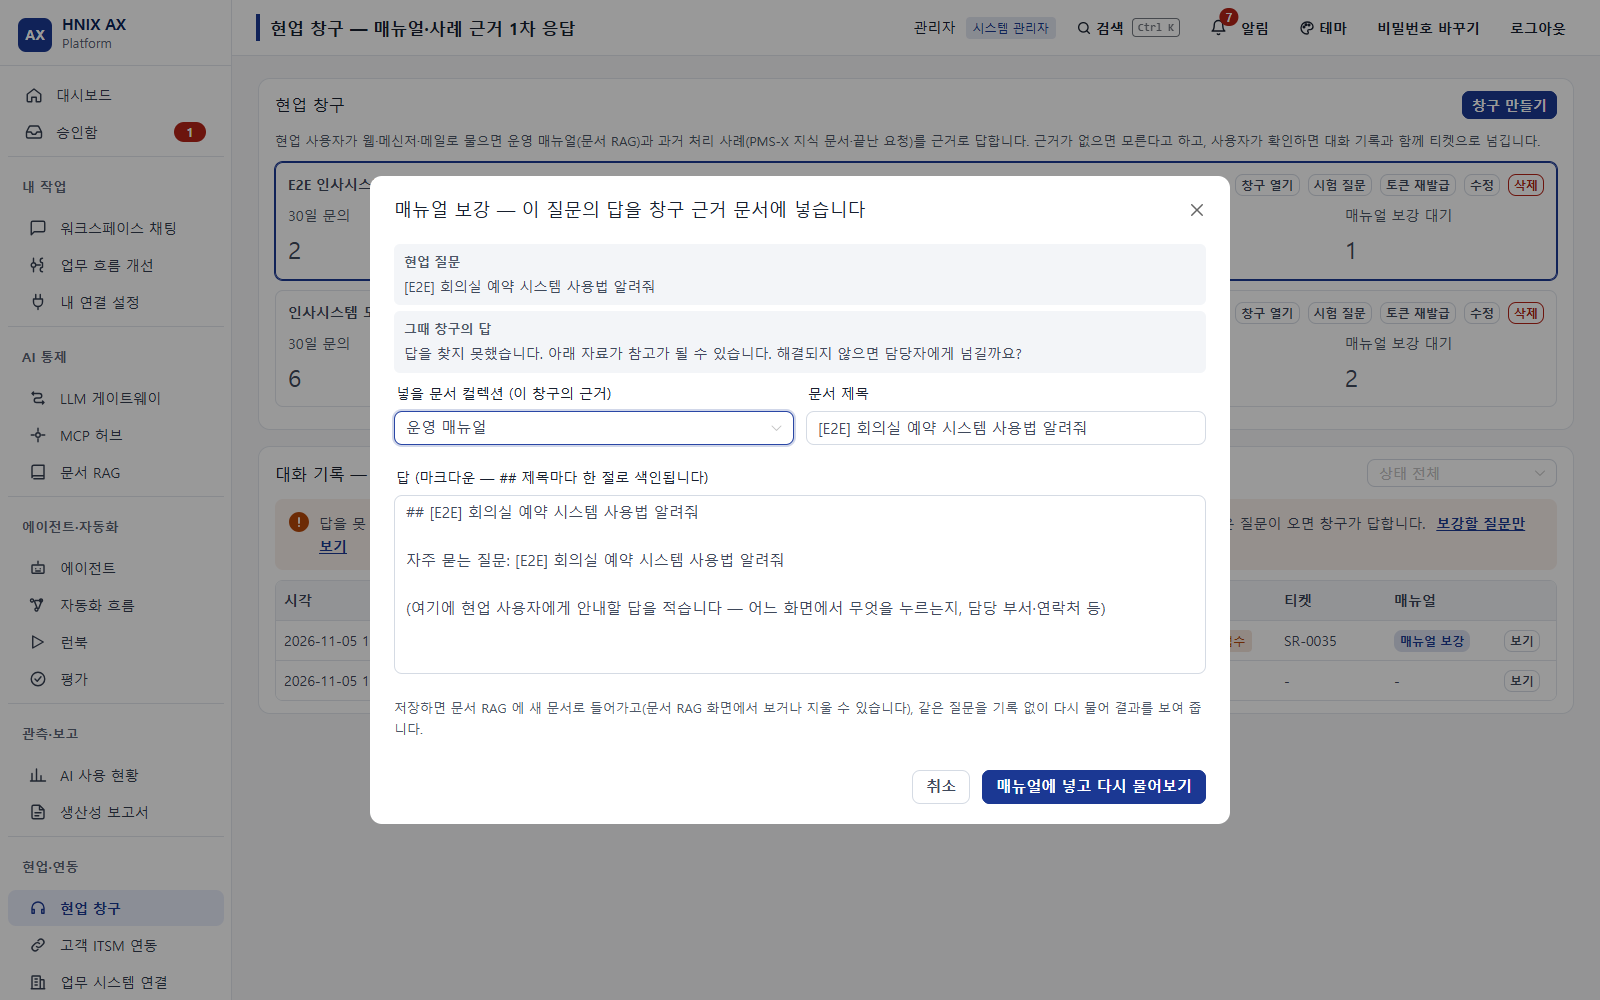 AX
HNIX AX
Platform
대시보드
승인함
1
내 작업
워크스페이스 채팅
업무 흐름 개선
내 연결 설정
AI 통제
LLM 게이트웨이
MCP 허브
문서 RAG
에이전트·자동화
에이전트
자동화 흐름
런북
평가
관측·보고
AI 사용 현황
생산성 보고서
현업·연동
현업 창구
고객 ITSM 연동
업무 시스템 연결
현업 창구 — 매뉴얼·사례 근거 1차 응답
관리자
시스템 관리자
검색
Ctrl K
7
알림
테마
비밀번호 바꾸기
로그아웃
현업 창구
창구 만들기
현업 사용자가 웹·메신저·메일로 물으면 운영 매뉴얼(문서 RAG)과 과거 처리 사례(PMS-X 지식 문서·끝난 요청)를 근거로 답합니다. 근거가 없으면 모른다고 하고, 사용자가 확인하면 대화 기록과 함께 티켓으로 넘깁니다.
E2E 인사시스
창구 열기
시험 질문
토큰 재발급
수정
삭제
30일 문의
매뉴얼 보강 대기
2
1
인사시스템
창구 열기
시험 질문
토큰 재발급
수정
삭제
30일 문의
매뉴얼 보강 대기
6
2
대화 기록 —
상태 전체
답을 못
질문이 오면 창구가 답합니다. 보강할 질문만
보기
시각
티켓
매뉴얼
2026-11-05 1
수
SR-0035
매뉴얼 보강
보기
2026-11-05 1
-
-
보기
매뉴얼 보강 — 이 질문의 답을 창구 근거 문서에 넣습니다
현업 질문
[E2E] 회의실 예약 시스템 사용법 알려줘
그때 창구의 답
답을 찾지 못했습니다. 아래 자료가 참고가 될 수 있습니다. 해결되지 않으면 담당자에게 넘길까요?
넣을 문서 컬렉션 (이 창구의 근거)
문서 제목
운영 매뉴얼
[E2E] 회의실 예약 시스템 사용법 알려줘
답 (마크다운 — ## 제목마다 한 절로 색인됩니다)
## [E2E] 회의실 예약 시스템 사용법 알려줘
자주 묻는 질문: [E2E] 회의실 예약 시스템 사용법 알려줘
(여기에 현업 사용자에게 안내할 답을 적습니다 — 어느 화면에서 무엇을 누르는지, 담당 부서·연락처 등)
저장하면 문서 RAG 에 새 문서로 들어가고(문서 RAG 화면에서 보거나 지울 수 있습니다), 같은 질문을 기록 없이 다시 물어 결과를 보여 줍
니다.
취소
매뉴얼에 넣고 다시 물어보기